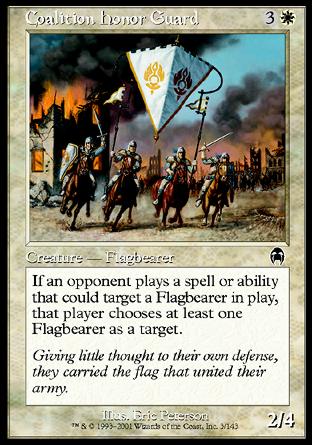 Coalition Honor Guard 3
Creature — Flagbearer
If an opponent plays a spell or ability
that could target a Flagbearer in play,
that player chooses at least one
Flagbearer as a target.
Giving little thought to their own defense,
they carried the flag that united their
army.
Illus. Eric Peterson
™ & © 1993–2001 Wizards of the Coast, Inc. 3/143
2/4